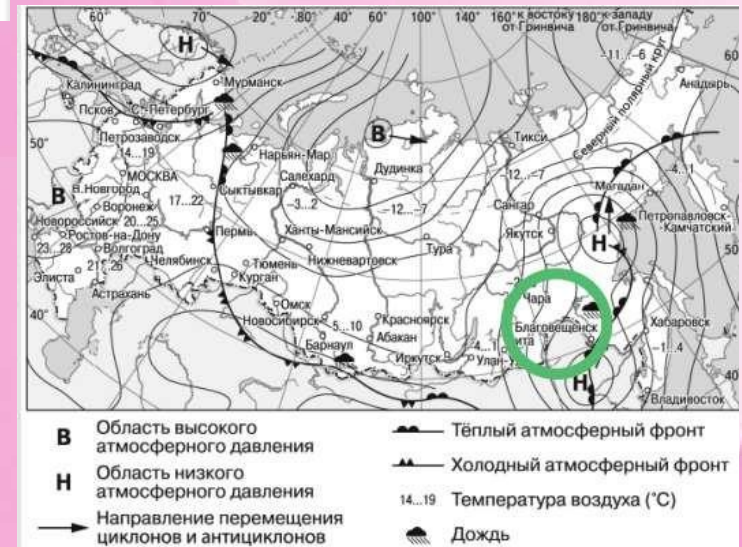 60° 70° 20° -80° 100° 120° 140° 160° к востоку от Гринвича 180° к западу от Гринвича
Н
Мурманск
-11...-6
60°
Калининград
Анадырь
Псков С.-Петербург
Северный полярный круг
Петрозаводск
50°
14...19
Нарьян-Мар
В
Тикси
МОСКВА
Салехард
Дудинка
-12...-7
-4...1
В
Н.Новгород
17...22
Сыктывкар
-3...2
-12...-7
Магадан
Воронеж
Сангар
Новороссийск 20...25
Ханты-Мансийск
Н
Петропавловск-
Камчатский
Ростов-на-Дону
Пермь
Якутск
23...28
Волгоград
Тура
50°
Элиста
Челябинск
Тюмень
Нижневартовск
Астрахань
Курган
Чара
40°
Омск
Новосибирск
5...10
Красноярск
Благовещенск
Хабаровск
Барнаул
Абакан
ита
-1...4
Иркутск
-4...1
Улан-
Н
40
Владивосток
В Область высокого
атмосферного давления
Н Область низкого
атмосферного давления
Направление перемещения
циклонов и антициклонов
Тёплый атмосферный фронт
Холодный атмосферный фронт
14...19 Температура воздуха (°С)
Дождь